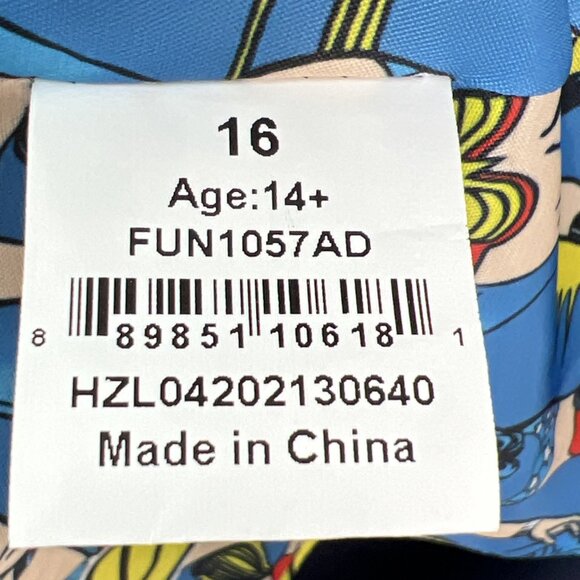 16
Age:14+
FUN1057AD
8 89851 10618 1
HZL04202130640
Made in China